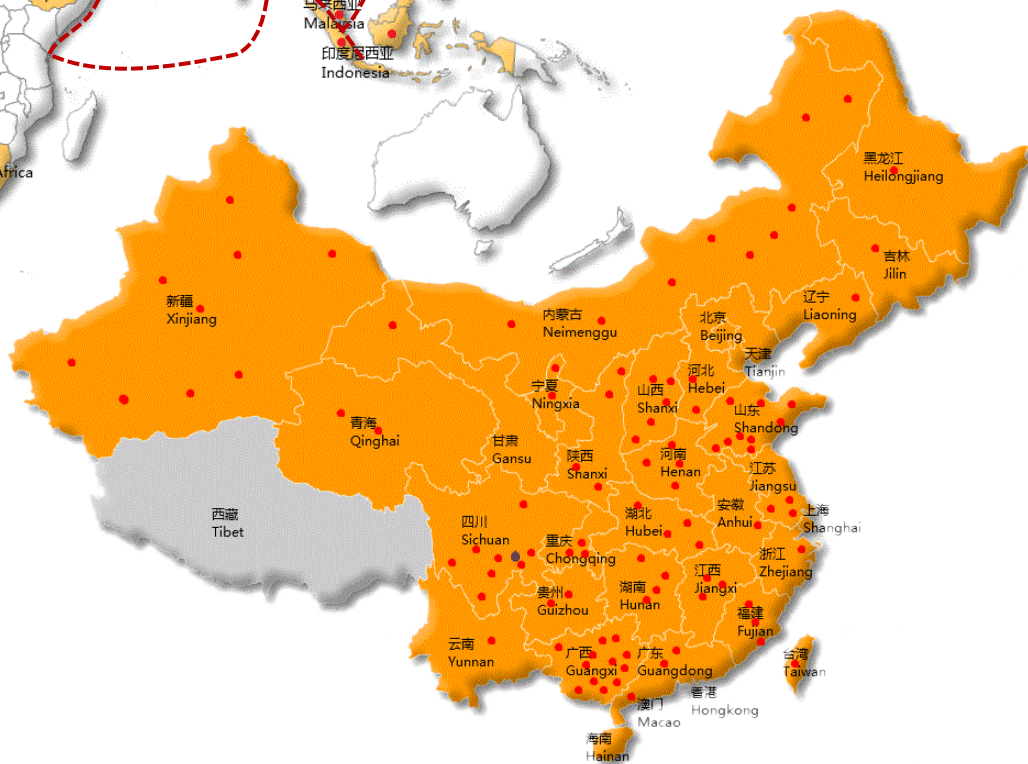 马来西亚
Malaysia
印度尼西亚
Indonesia
Africa
黑龙江
Heilongjiang
吉林
Jilin
辽宁
Liaoning
新疆
Xinjiang
内蒙古
Neimenggu
北京
Beijing
天津
Tianjin
河北
Hebei
宁夏
Ningxia
山西
Shanxi
山东
Shandong
青海
Qinghai
甘肃
Gansu
陕西
Shanxi
河南
Henan
江苏
Jiangsu
西藏
Tibet
四川
Sichuan
湖北
Hubei
安徽
Anhui
上海
Shanghai
重庆
Chongqing
浙江
Zhejiang
江西
Jiangxi
贵州
Guizhou
湖南
Hunan
福建
Fujian
云南
Yunnan
广西
Guangxi
广东
Guangdong
台湾
Taiwan
香港
Hongkong
澳门
Macao
海南
Hainan